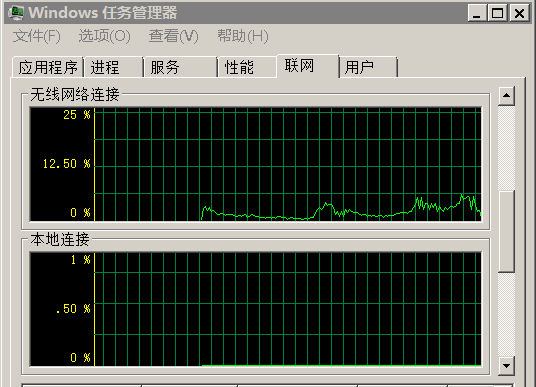 Windows 任务管理器
文件(F) 选项(O) 查看(V) 帮助(H)
应用程序 进程 服务 性能 联网 用户
无线网络连接
25 %
12.50 %
0 %
本地连接
1 %
.50 %
0 %